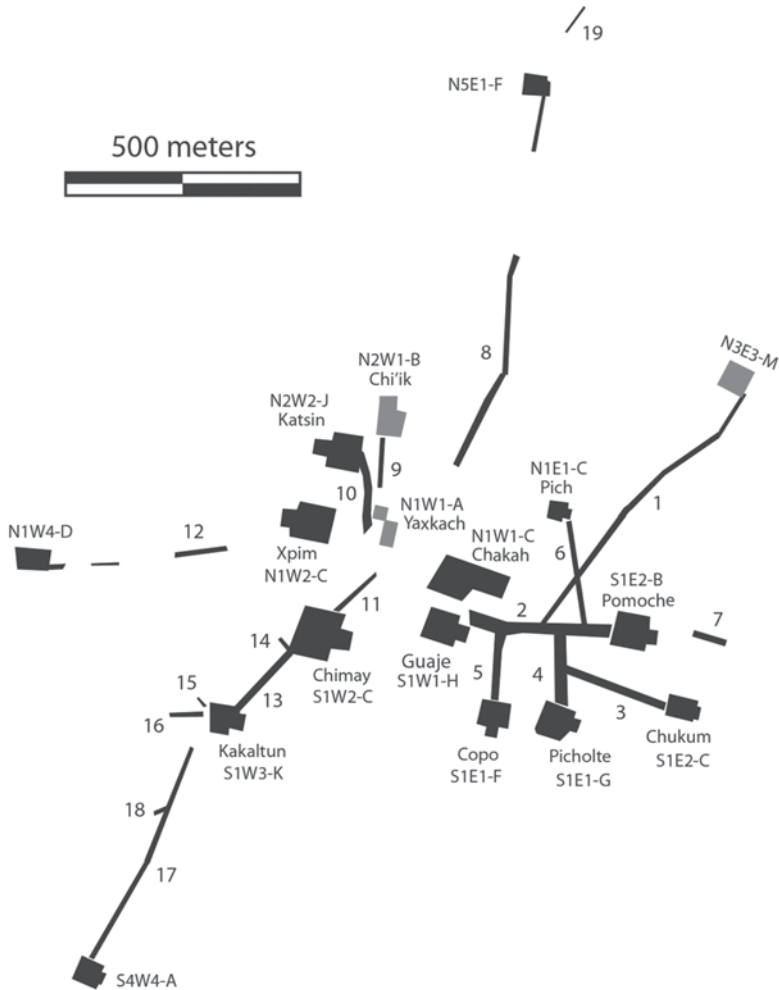 19
N5E1-F
500 meters
8
N3E3-M
N2W1-B
Chi'ik
N2W2-J
Katsin
9
10
N1E1-C
Pich
1
N1W1-A
Yaxkach
N1W4-D
12
Xpim
N1W2-C
N1W1-C
Chakah
6
S1E2-B
Pomoche
11
2
7
14
Guaje
S1W1-H
5
4
Chimay
S1W2-C
15
13
16
3
Kakaltun
S1W3-K
Copo
S1E1-F
Picholte
S1E1-G
Chukum
S1E2-C
18
17
S4W4-A